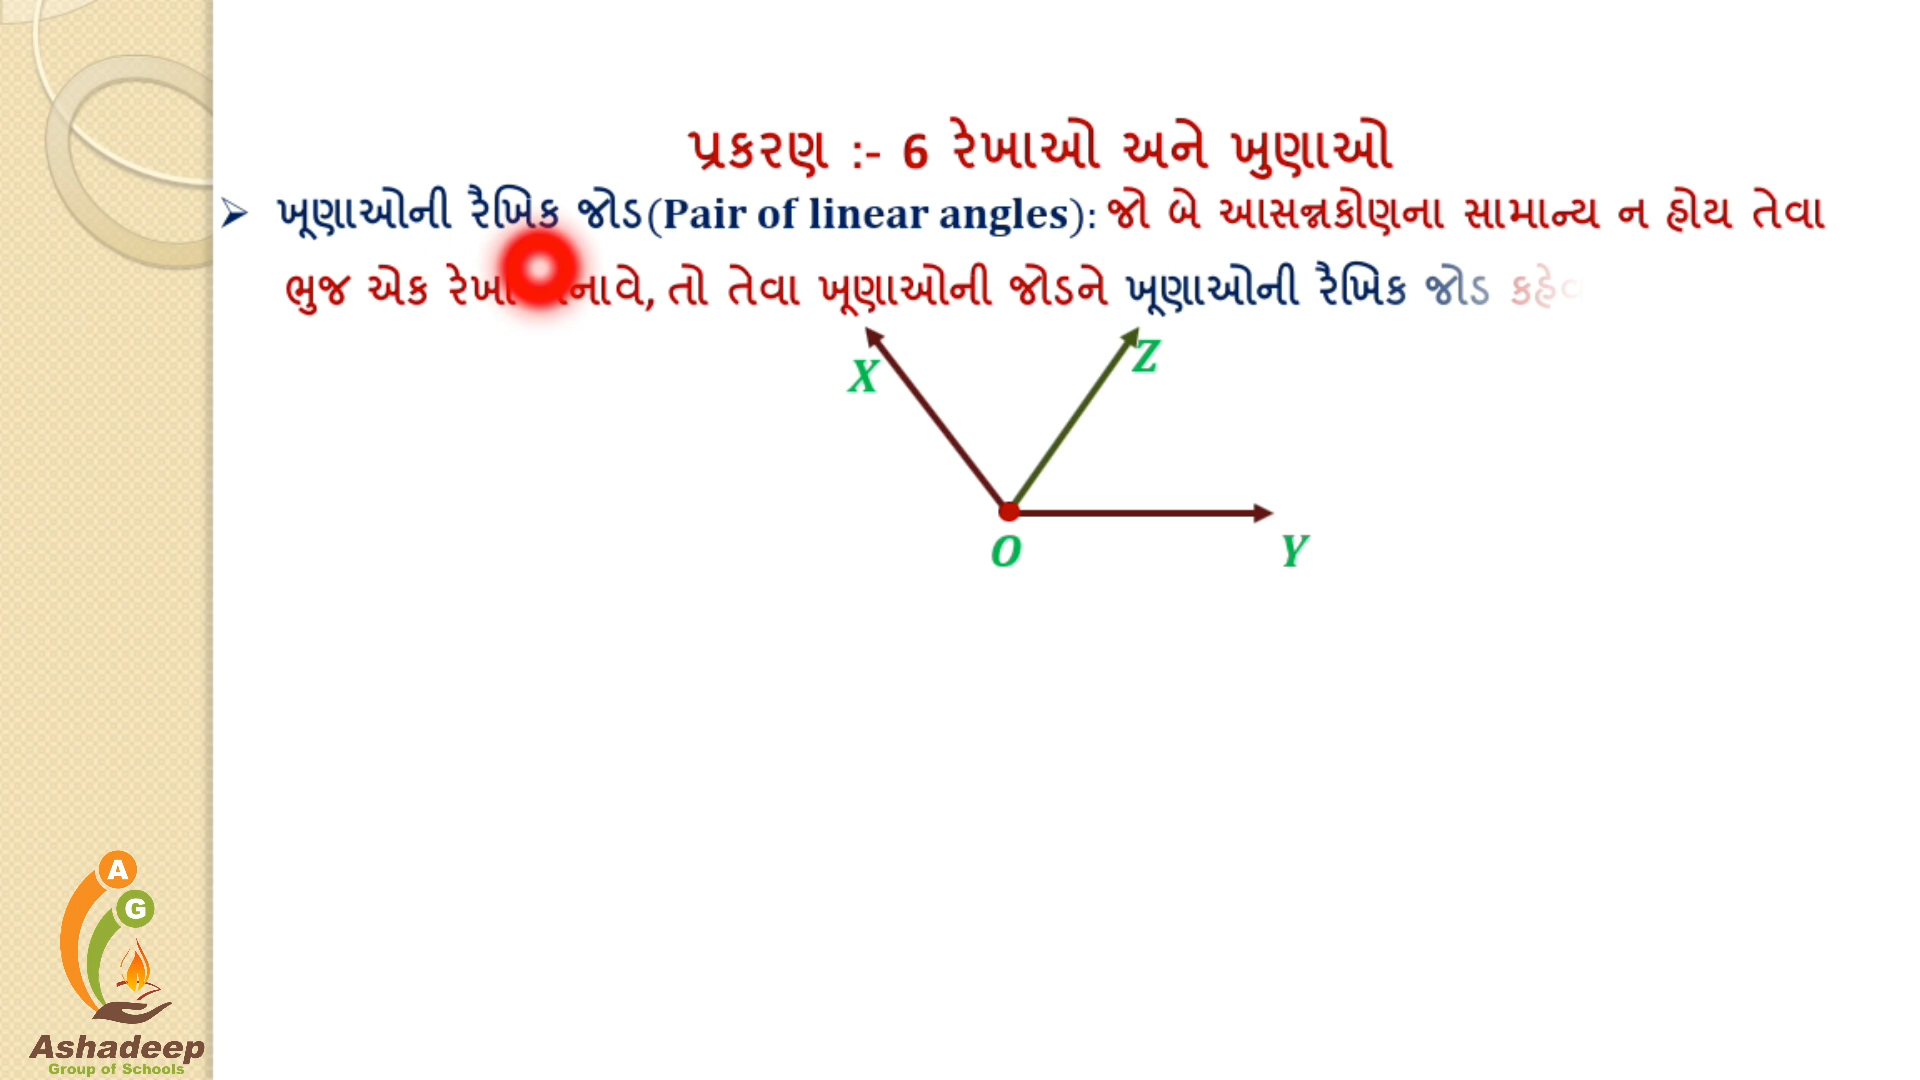 પ્રકરણ :- 6 રેખાઓ અને ખુણાઓ
➢ ખૂણાઓની રૈખિક જોડ(Pair of linear angles): જો બે આસન્નકોણના સામાન્ય ન હોય તેવા
ભુજ એક રેખા, તો તેવા ખૂણાઓની જોડને ખૂણાઓની રૈખિક જોડ
X
Z
O
Y
A
G
Ashadeep
Group of Schools